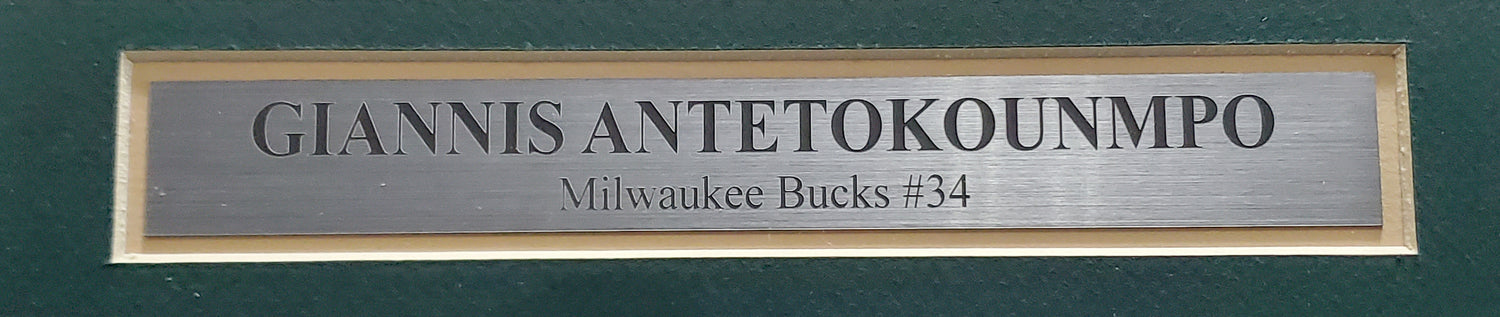 GIANNIS ANTETOKOUNMPO
Milwaukee Bucks #34